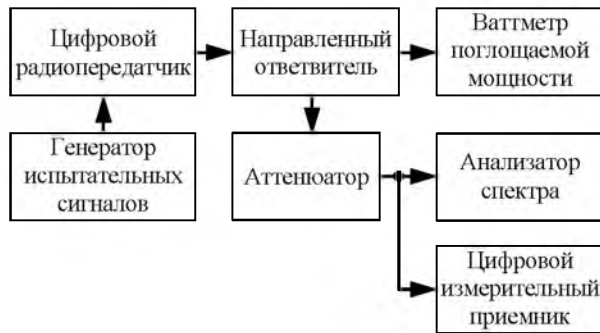 Цифровой
радиопередатчик
Направленный
ответвитель
Ваттметр
поглощаемой
мощности
Генератор
испытательных
сигналов
Аттенюатор
Анализатор
спектра
Цифровой
измерительный
приемник